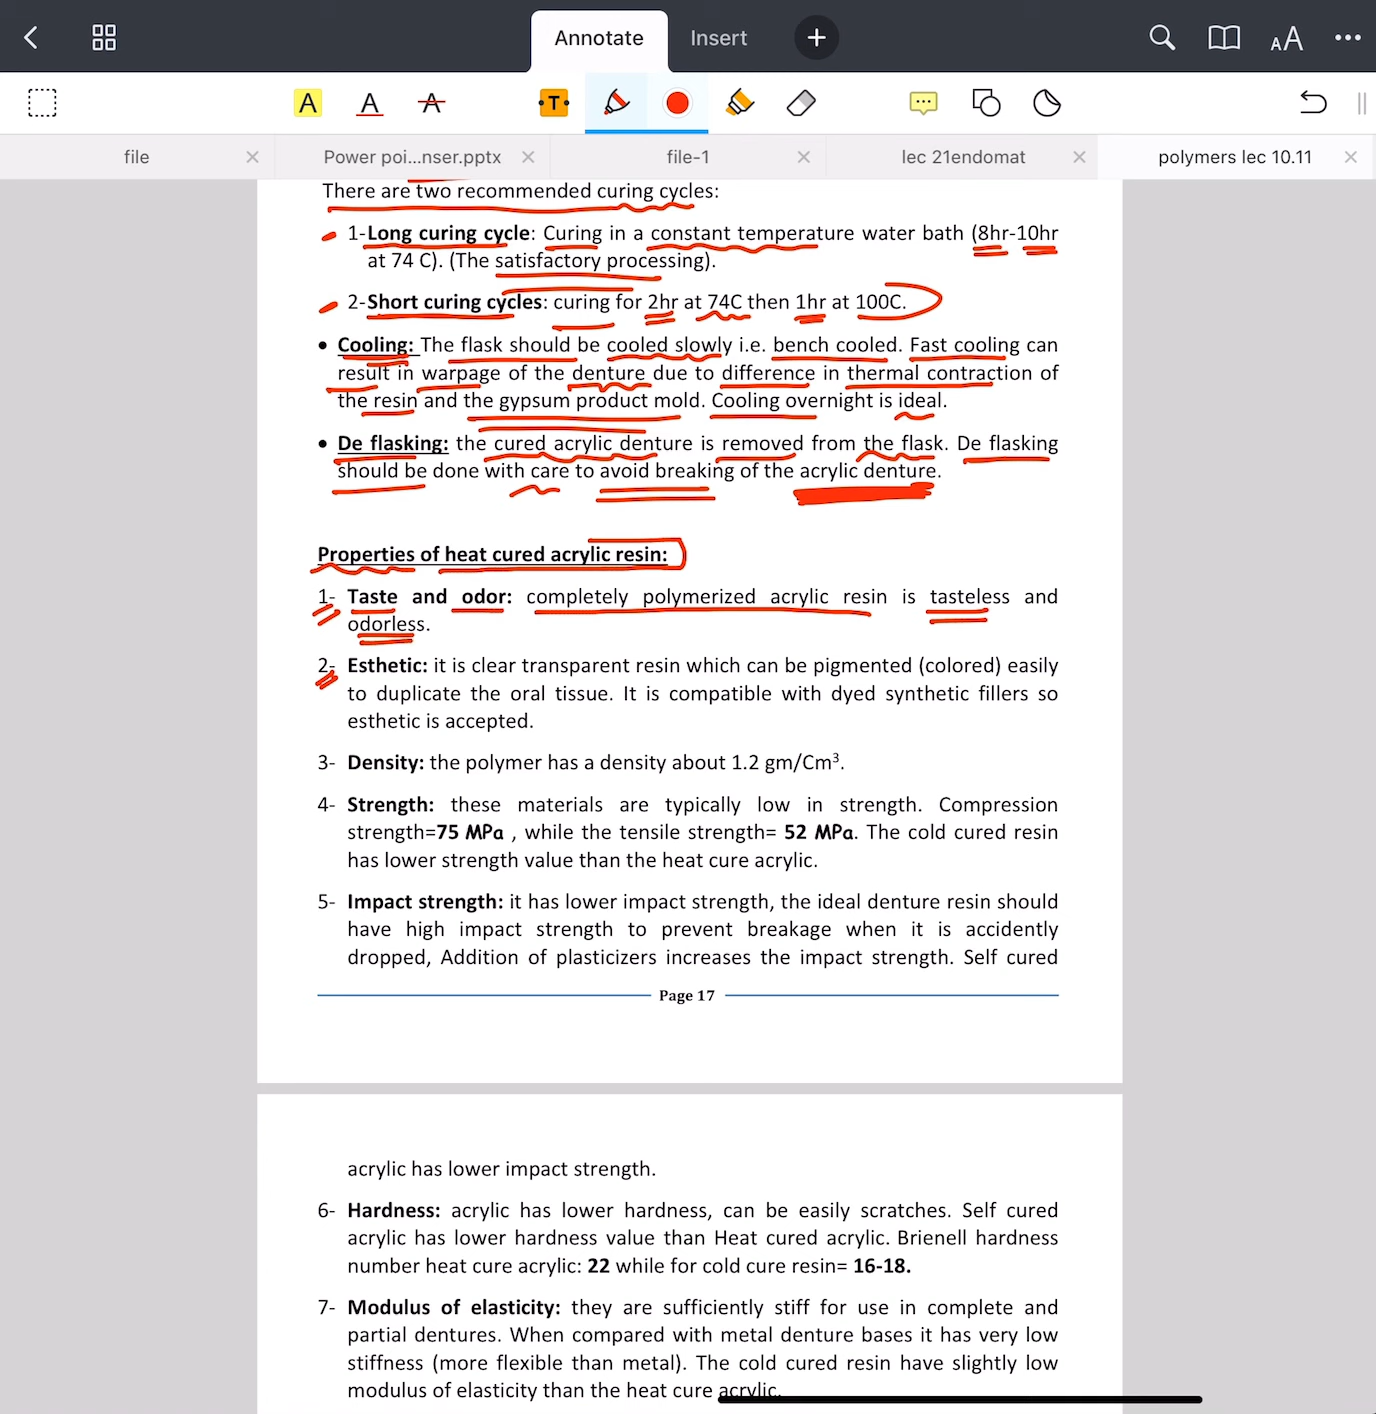 Annotate Insert
A A A T AA
file Power poi...nser.pptx file-1 lec 21endomat polymers lec 10.11
There are two recommended curing cycles:
1-Long curing cycle: Curing in a constant temperature water bath (8hr-10hr
at 74 C). (The satisfactory processing).
2-Short curing cycles: curing for 2hr at 74C then 1hr at 100C.
• Cooling: The flask should be cooled slowly i.e. bench cooled. Fast cooling can
result in warpage of the denture due to difference in thermal contraction of
the resin and the gypsum product mold. Cooling overnight is ideal.
• De flasking: the cured acrylic denture is removed from the flask. De flasking
should be done with care to avoid breaking of the acrylic denture.
Properties of heat cured acrylic resin:
1- Taste and odor: completely polymerized acrylic resin is tasteless and
odorless.
2- Esthetic: it is clear transparent resin which can be pigmented (colored) easily
to duplicate the oral tissue. It is compatible with dyed synthetic fillers so
esthetic is accepted.
3- Density: the polymer has a density about 1.2 gm/Cm³.
4- Strength: these materials are typically low in strength. Compression
strength=75 MPa , while the tensile strength= 52 MPa. The cold cured resin
has lower strength value than the heat cure acrylic.
5- Impact strength: it has lower impact strength, the ideal denture resin should
have high impact strength to prevent breakage when it is accidently
dropped, Addition of plasticizers increases the impact strength. Self cured
Page 17
acrylic has lower impact strength.
6- Hardness: acrylic has lower hardness, can be easily scratches. Self cured
acrylic has lower hardness value than Heat cured acrylic. Brienell hardness
number heat cure acrylic: 22 while for cold cure resin= 16-18.
7- Modulus of elasticity: they are sufficiently stiff for use in complete and
partial dentures. When compared with metal denture bases it has very low
stiffness (more flexible than metal). The cold cured resin have slightly low
modulus of elasticity than the heat cure acrylic.